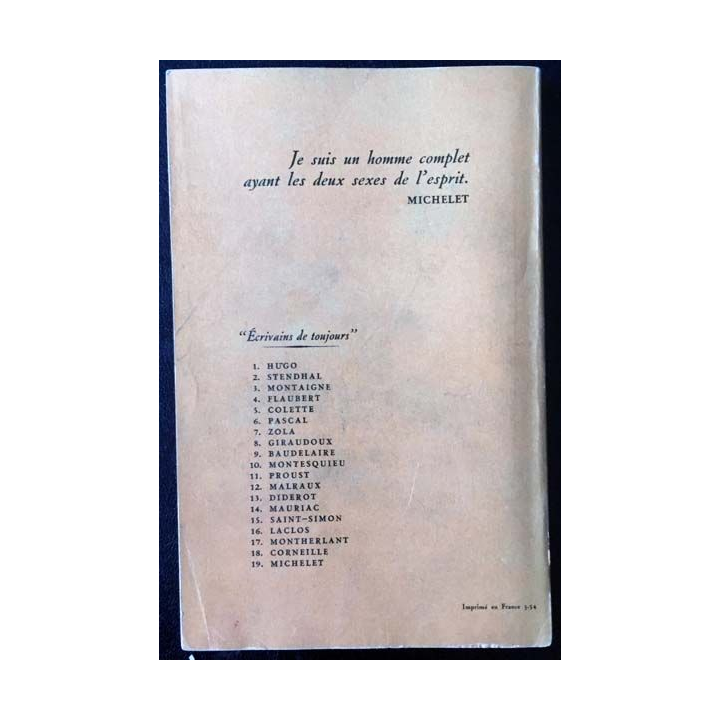 Je suis un homme complet
ayant les deux sexes de l'esprit.
MICHELET
"Écrivains de toujours"
1. HUGO
2. STENDHAL
3. MONTAIGNE
4. FLAUBERT
5. COLETTE
6. PASCAL
7. ZOLA
8. GIRAUDOUX
9. BAUDELAIRE
10. MONTESQUIEU
11. PROUST
12. MALRAUX
13. DIDEROT
14. MAURIAC
15. SAINT-SIMON
16. LACLOS
17. MONTHERLANT
18. CORNEILLE
19. MICHELET
Imprimé en France 3-54